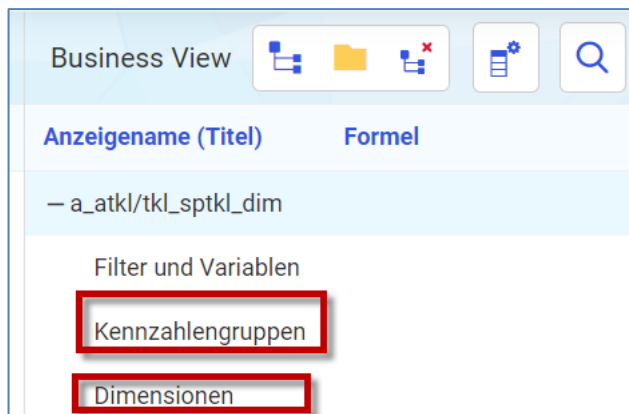 Business View
Anzeigename (Titel) Formel
– a_atkl/tkl_sptkl_dim
Filter und Variablen
Kennzahlengruppen
Dimensionen